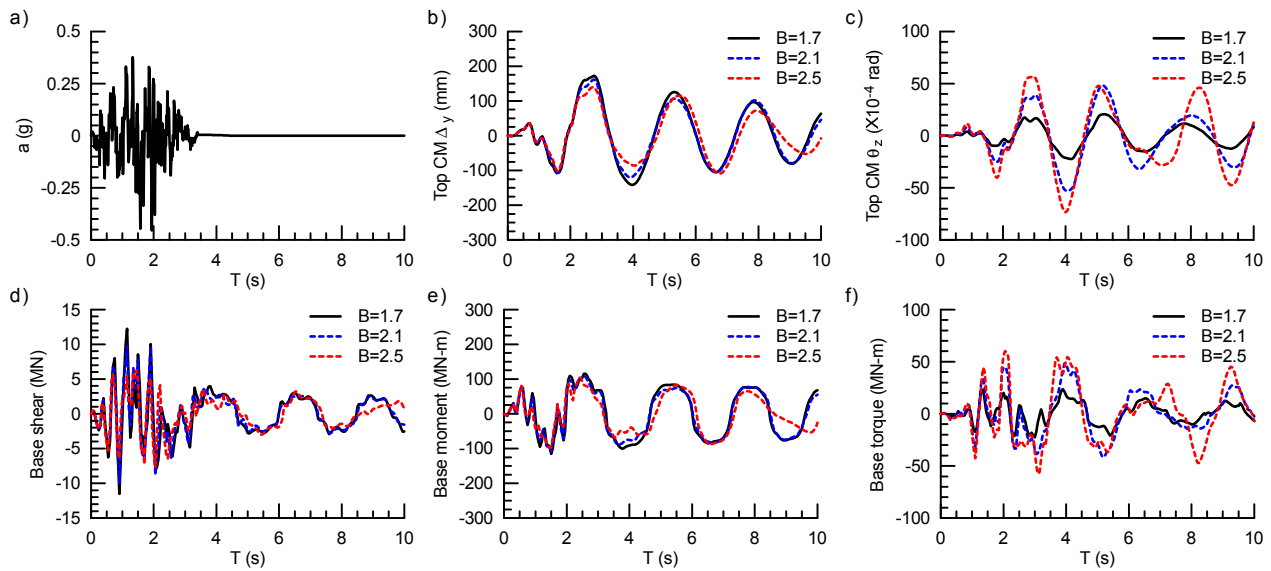 a)
a (g)
0.5
0.25
0
-0.25
-0.5
0 2 4 6 8 10
T (s)
b)
Top CM Δy (mm)
300
200
100
0
-100
-200
-300
0 2 4 6 8 10
T (s)
B=1.7
B=2.1
B=2.5
c)
Top CM θz (X10-4 rad)
100
50
0
-50
-100
0 2 4 6 8 10
T (s)
B=1.7
B=2.1
B=2.5
d)
Base shear (MN)
15
10
5
0
-5
-10
-15
0 2 4 6 8 10
T (s)
B=1.7
B=2.1
B=2.5
e)
Base moment (MN-m)
300
200
100
0
-100
-200
-300
0 2 4 6 8 10
T (s)
B=1.7
B=2.1
B=2.5
f)
Base torque (MN-m)
100
50
0
-50
-100
0 2 4 6 8 10
T (s)
B=1.7
B=2.1
B=2.5